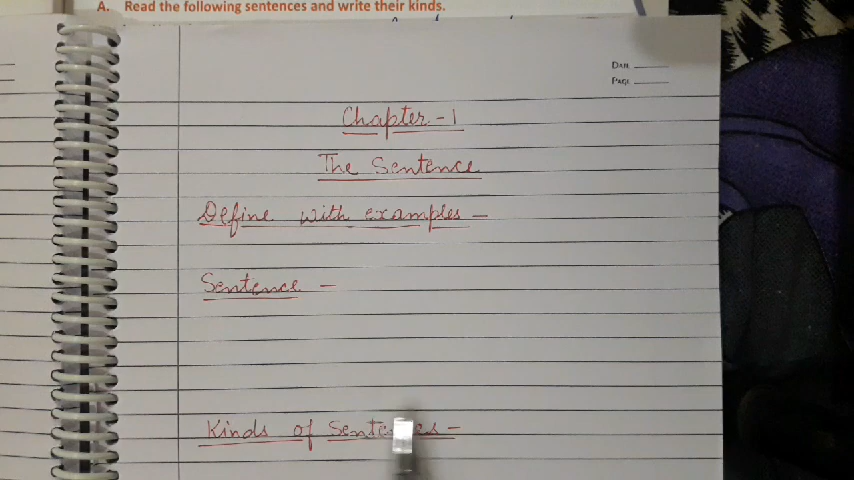 A. Read the following sentences and write their kinds.
DATE
PAGE
Chapter - 1
The Sentence
Define with examples -
Sentence -
Kinds of Sentences -